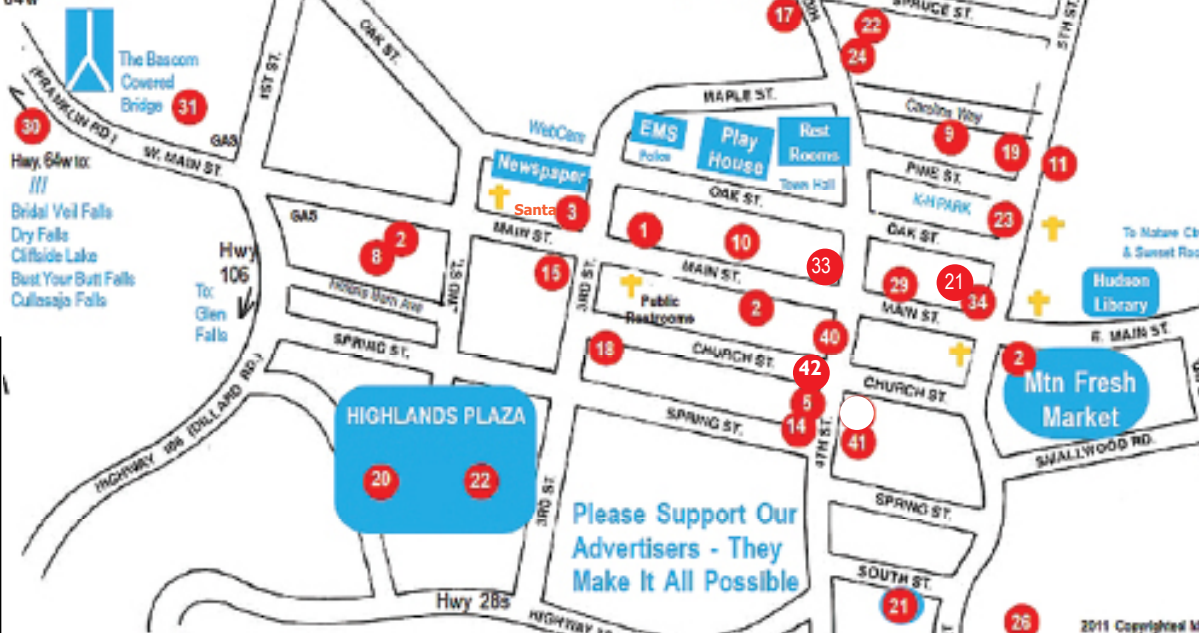 64w
17
22
24
SPRUCE ST.
5TH ST.
OAK ST.
1ST ST.
The Bascom
Covered
Bridge
31
30
(FRANKLIN RD.)
W. MAIN ST.
GAS
Hwy. 64w to:
///
Bridal Veil Falls
Dry Falls
Cliffside Lake
Bust Your Butt Falls
Cullasaja Falls
MAPLE ST.
WebCam
Newspaper
Santa
3
EMS
Police
Play
House
Rest
Rooms
Town Hall
Carolina Way
9
19
11
PINE ST.
K-H PARK
23
OAK ST.
OAK ST.
GAS
2
8
Hwy
106
To:
Glen
Falls
MAIN ST.
15
2ND ST.
3RD ST.
1
10
33
29
21
34
MAIN ST.
MAIN ST.
To Nature
& Sunset
Hudson
Library
E. MAIN ST.
Public
Restrooms
2
40
SPRING ST.
18
CHURCH ST.
42
5
14
4TH ST.
41
CHURCH ST.
2
Mtn Fresh
Market
SMALLWOOD RD.
HIGHWAY 106 (DILLARD RD.)
HIGHLANDS PLAZA
20
22
3RD ST
SPRING ST.
SPRING ST.
Please Support Our
Advertisers - They
Make It All Possible
SOUTH ST.
21
Hwy 28s
HIGHWAY
26
2011 Copyrighted